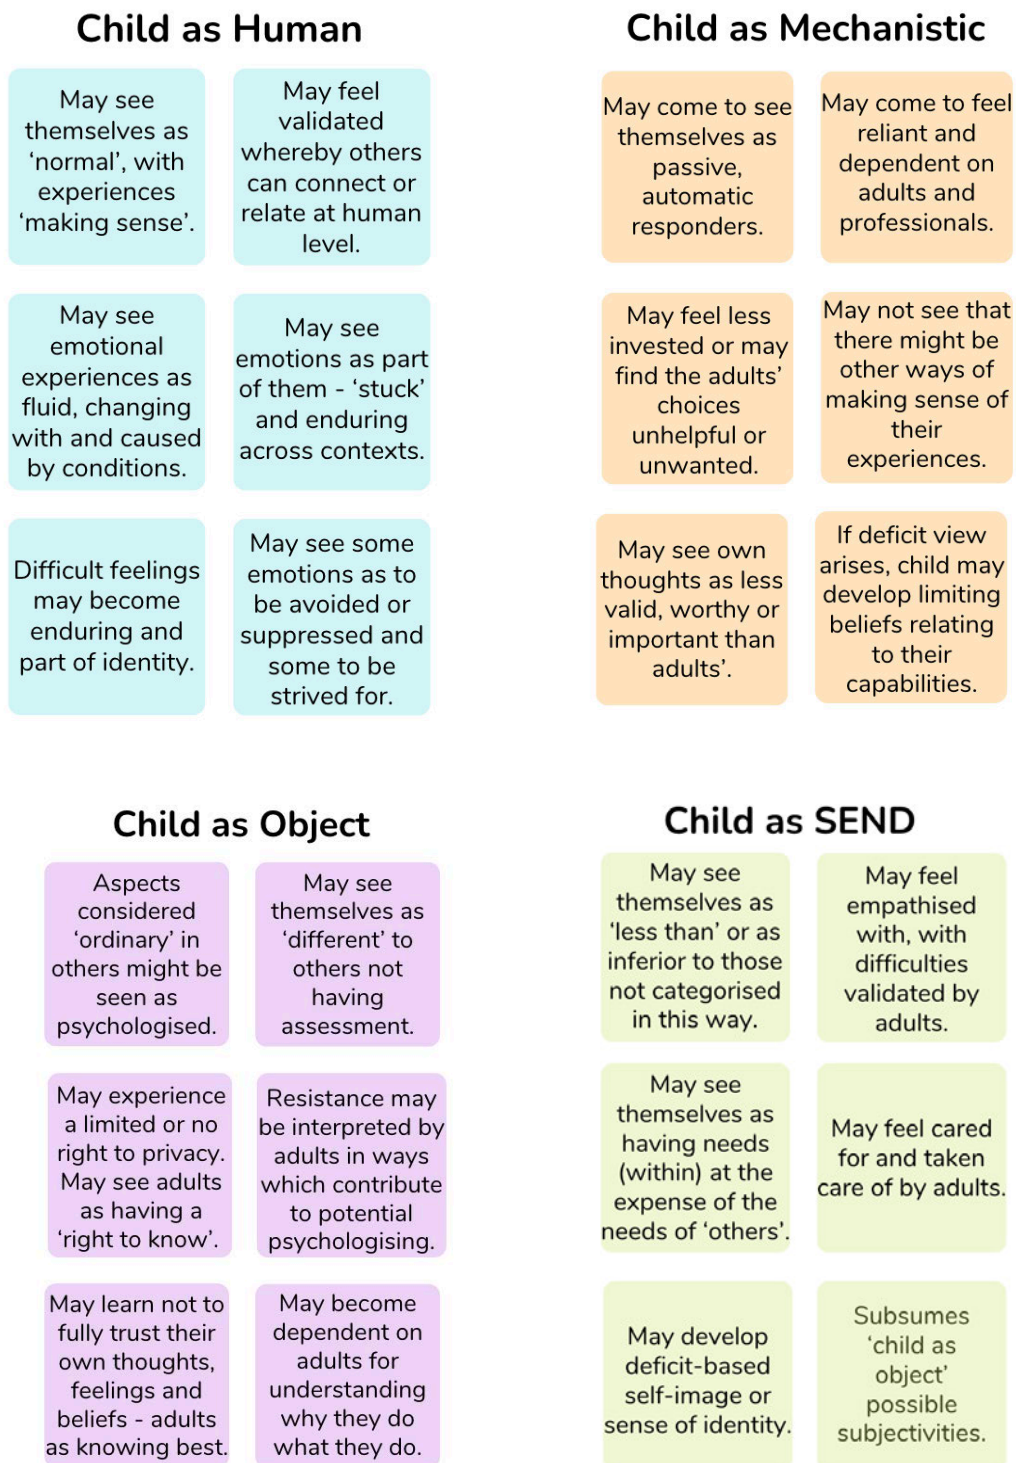 Child as Human
May see
themselves as
‘normal’, with
experiences
‘making sense’.
May feel
validated
whereby others
can connect or
relate at human
level.
May see
emotional
experiences as
fluid, changing
with and caused
by conditions.
May see
emotions as part
of them - ‘stuck’
and enduring
across contexts.
Difficult feelings
may become
enduring and
part of identity.
May see some
emotions as to
be avoided or
suppressed and
some to be
strived for.
Child as Mechanistic
May come to see
themselves as
passive,
automatic
responders.
May come to feel
reliant and
dependent on
adults and
professionals.
May feel less
invested or may
find the adults’
choices
unhelpful or
unwanted.
May not see that
there might be
other ways of
making sense of
their
experiences.
May see own
thoughts as less
valid, worthy or
important than
adults’.
If deficit view
arises, child may
develop limiting
beliefs relating
to their
capabilities.
Child as Object
Aspects
considered
‘ordinary’ in
others might be
seen as
psychologised.
May see
themselves as
‘different’ to
others not
having
assessment.
May experience
a limited or no
right to privacy.
May see adults
as having a
‘right to know’.
Resistance may
be interpreted by
adults in ways
which contribute
to potential
psychologising.
May learn not to
fully trust their
own thoughts,
feelings and
beliefs - adults
as knowing best.
May become
dependent on
adults for
understanding
why they do
what they do.
Child as SEND
May see
themselves as
‘less than’ or as
inferior to those
not categorised
in this way.
May feel
empathised
with, with
difficulties
validated by
adults.
May see
themselves as
having needs
(within) at the
expense of the
needs of ‘others’.
May feel cared
for and taken
care of by adults.
May develop
deficit-based
self-image or
sense of identity.
Subsumes
‘child as
object’
possible
subjectivities.